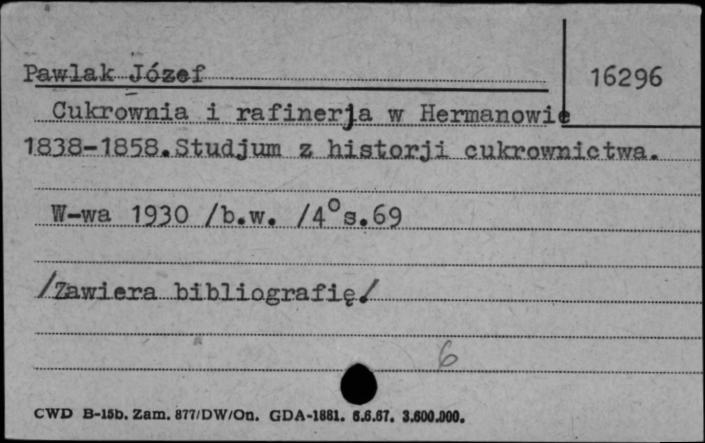 Pawlak Józef
16296
Cukrownia i rafinerja w Hermanowie
1838-1858. Studjum z historji cukrownictwa.
W-wa 1930 /b.w. /4° s.69
/Zawiera bibliografię/
6
CWD B-15b. Zam. 877/DW/On. GDA-1881. 6.6.67. 3.600.000.